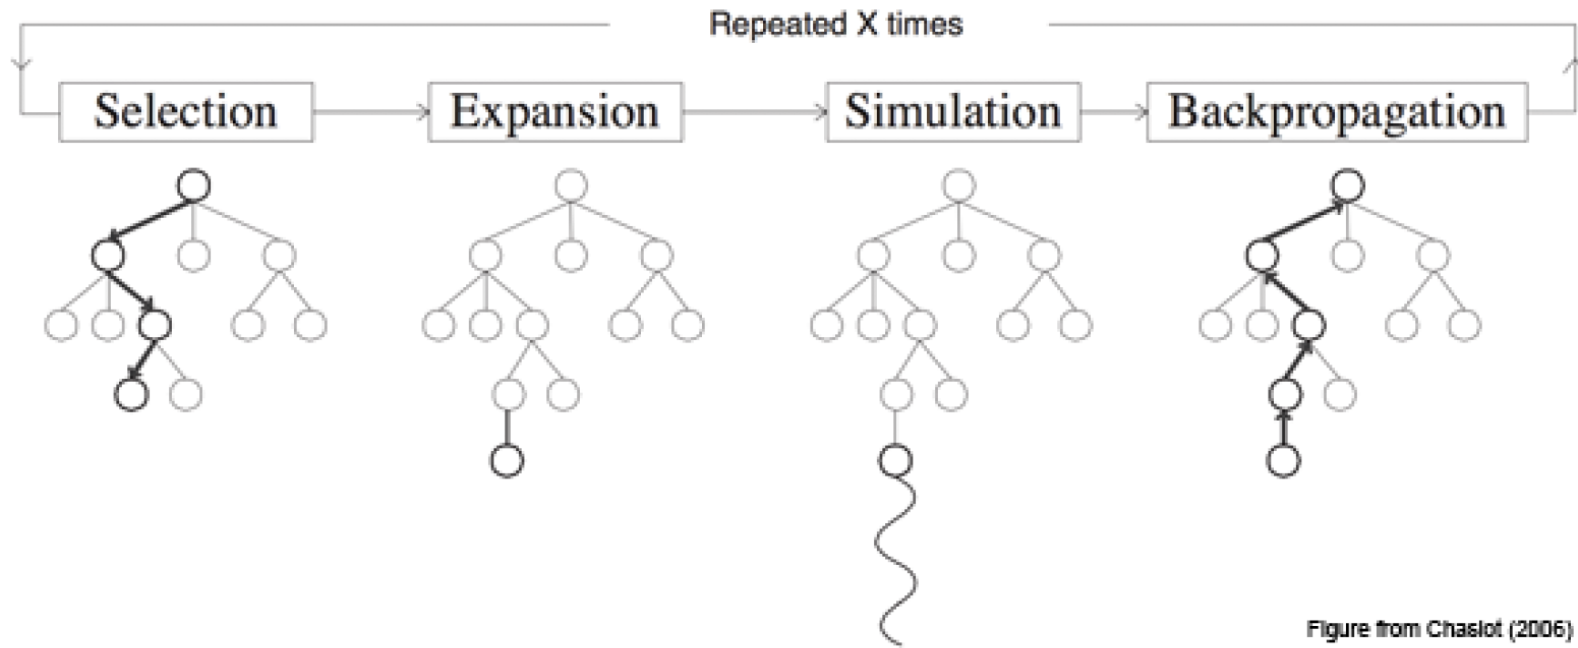 Repeated X times
Selection
Expansion
Simulation
Backpropagation
Figure from Chaslot (2006)